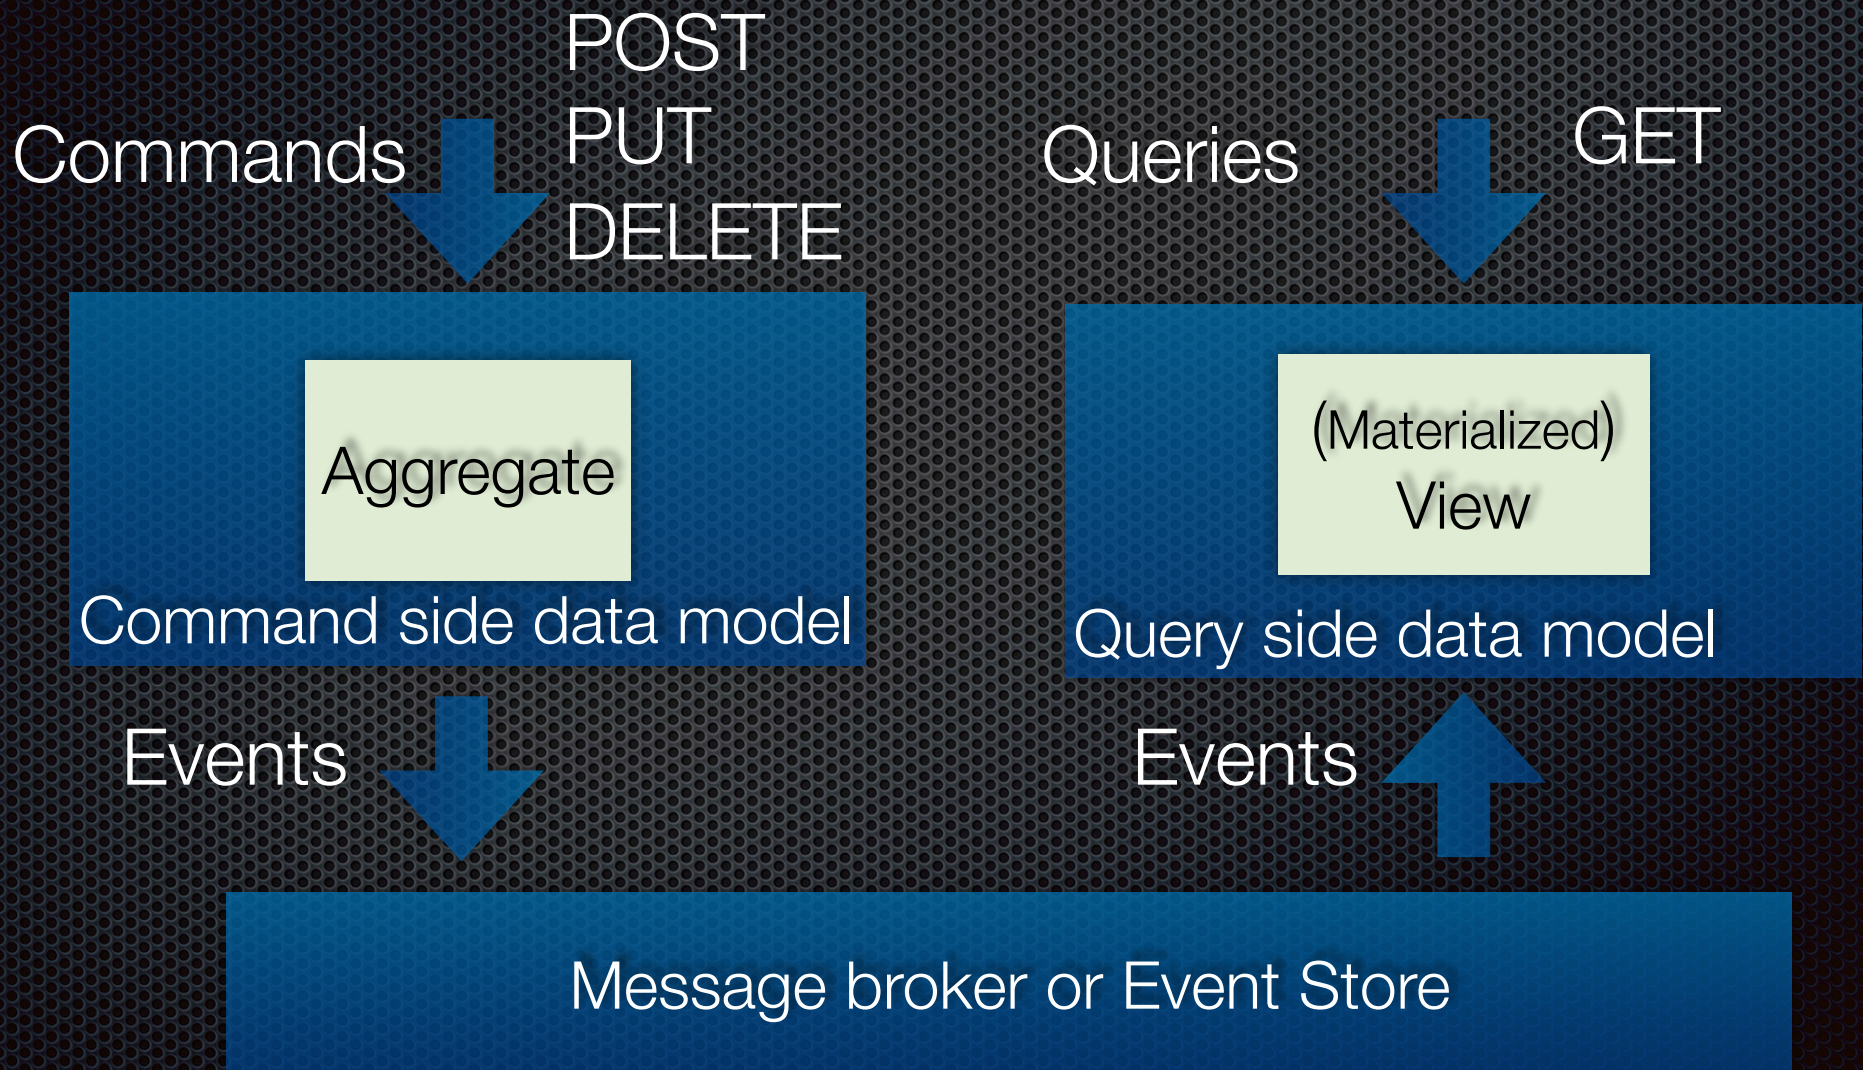 POST
PUT
DELETE
Commands
Queries
GET
Aggregate
Command side data model
(Materialized)
View
Query side data model
Events
Events
Message broker or Event Store